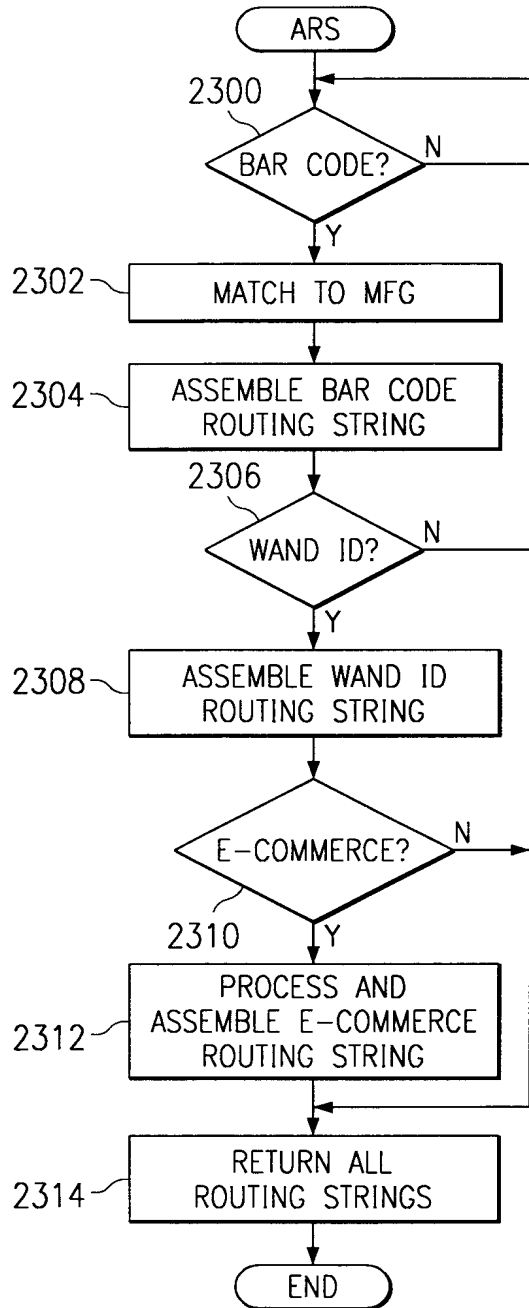 ARS
2300
BAR CODE?
N
Y
2302
MATCH TO MFG
2304
ASSEMBLE BAR CODE
ROUTING STRING
2306
WAND ID?
N
Y
2308
ASSEMBLE WAND ID
ROUTING STRING
E-COMMERCE?
N
2310
Y
2312
PROCESS AND
ASSEMBLE E-COMMERCE
ROUTING STRING
2314
RETURN ALL
ROUTING STRINGS
END